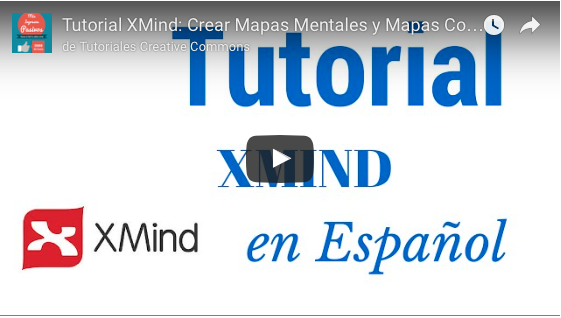 Tutorial XMind: Crear Mapas Mentales y Mapas Co...
de Tutoriales Creative Commons
Tutorial
XMIND
XMind
en Español